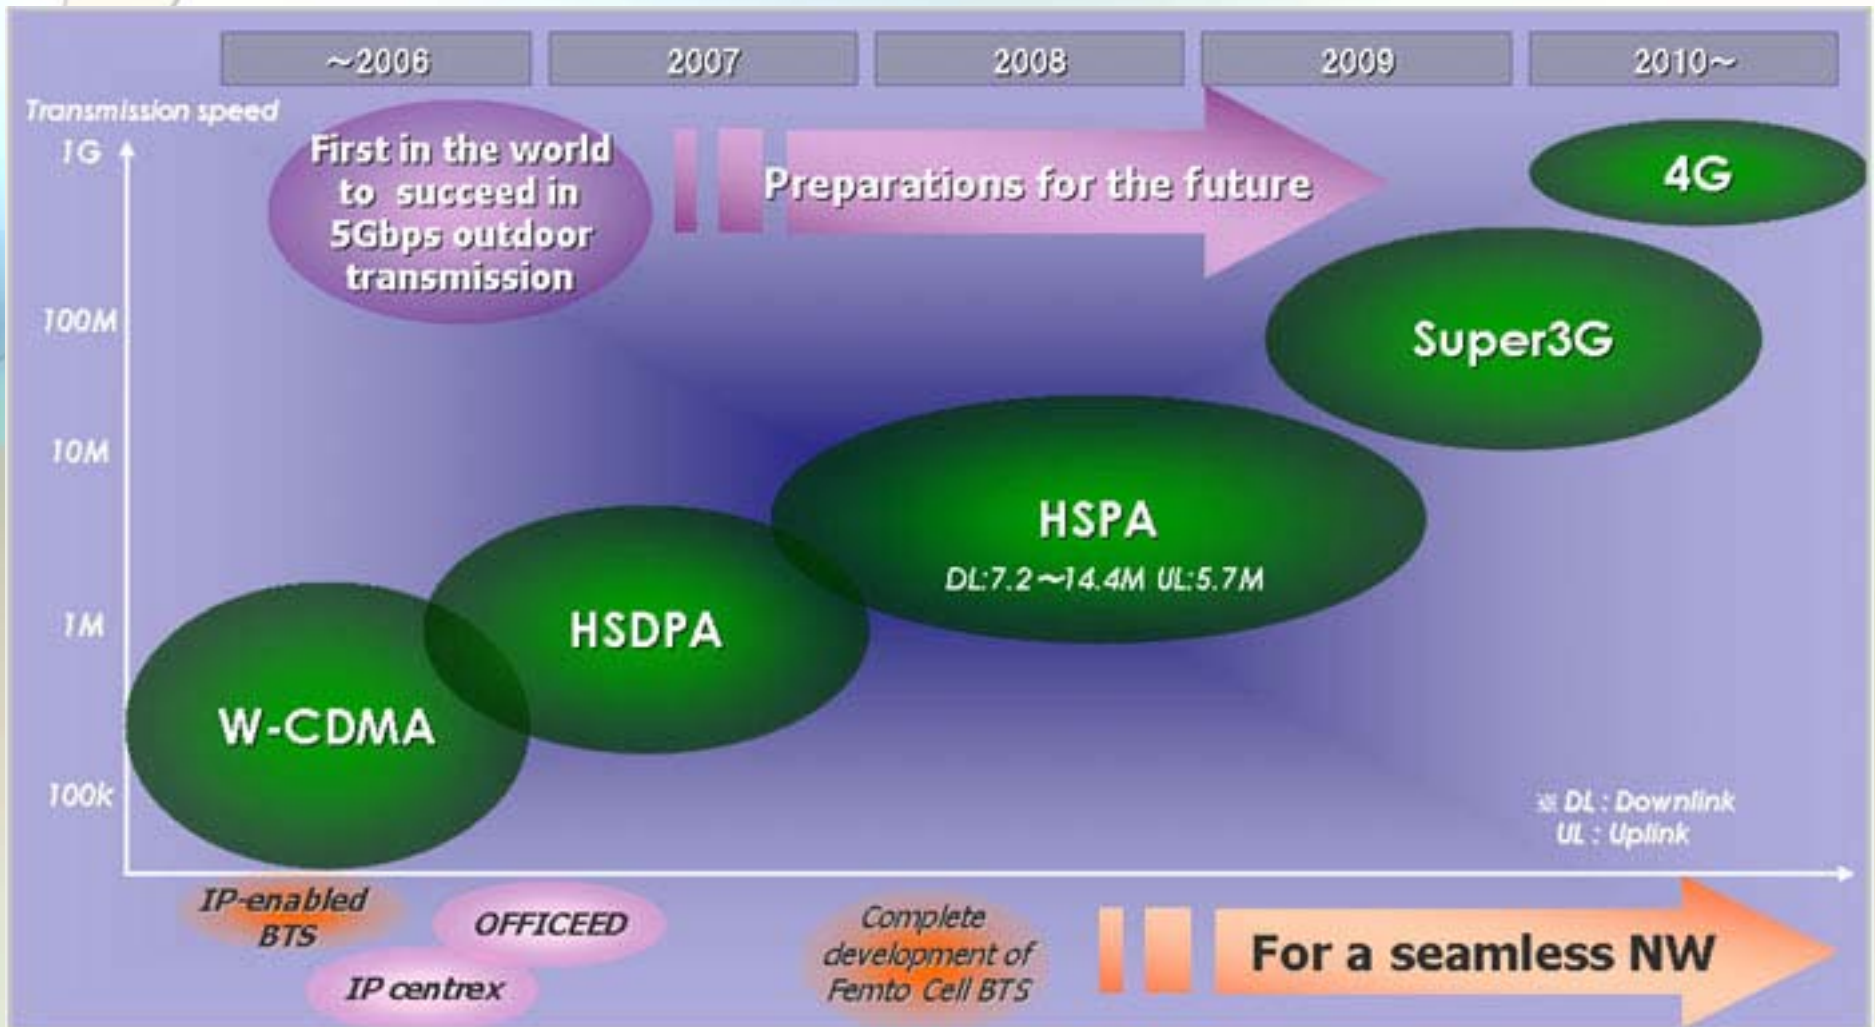 ～2006
2007
2008
2009
2010～
Transmission speed
1G
100M
10M
1M
100k
First in the world
to succeed in
5Gbps outdoor
transmission
Preparations for the future
4G
Super3G
HSPA
DL:7.2～14.4M UL:5.7M
HSDPA
W-CDMA
※ DL : Downlink
UL : Uplink
IP-enabled
BTS
OFFICEED
IP centrex
Complete
development of
Femto Cell BTS
For a seamless NW